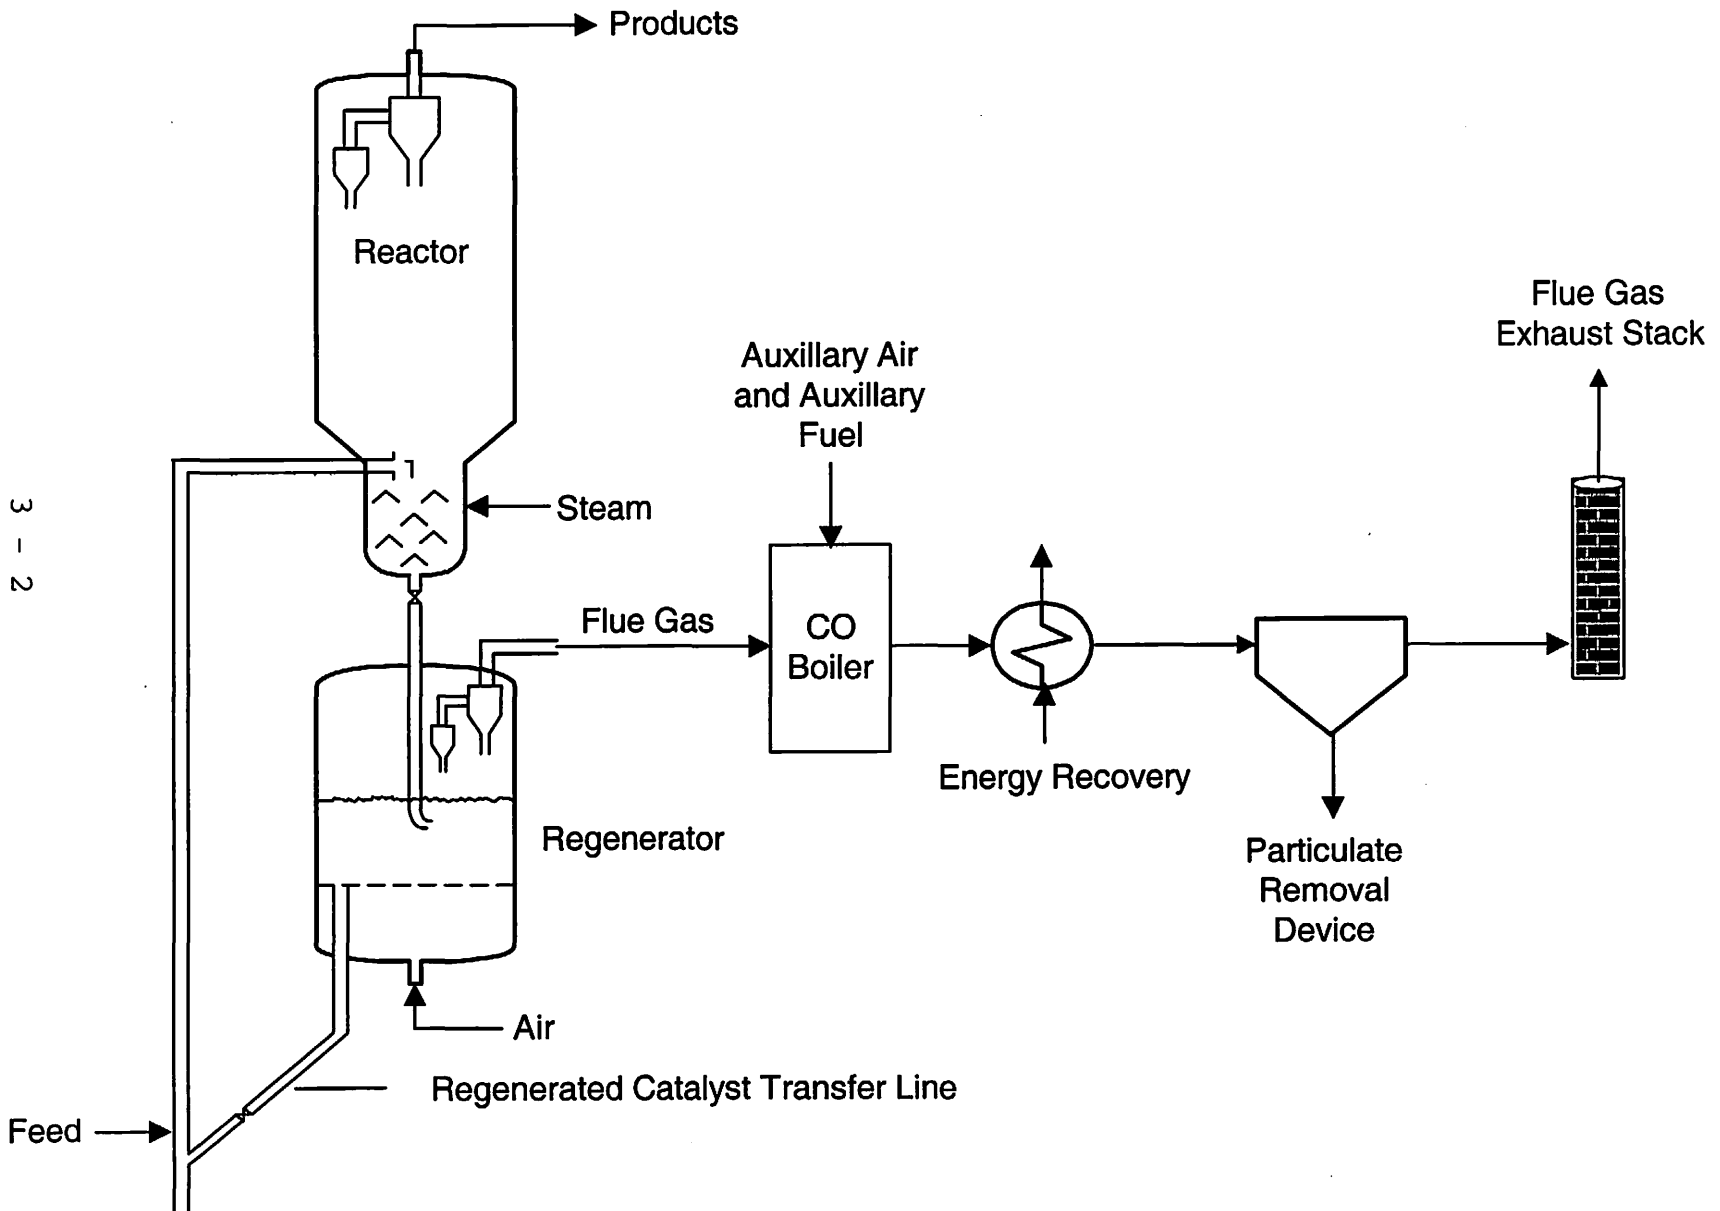 Products
Reactor
Flue Gas
Exhaust Stack
Auxillary Air
and Auxillary
Fuel
Steam
3 - 2
Flue Gas
CO
Boiler
Energy Recovery
Regenerator
Particulate
Removal
Device
Air
Regenerated Catalyst Transfer Line
Feed